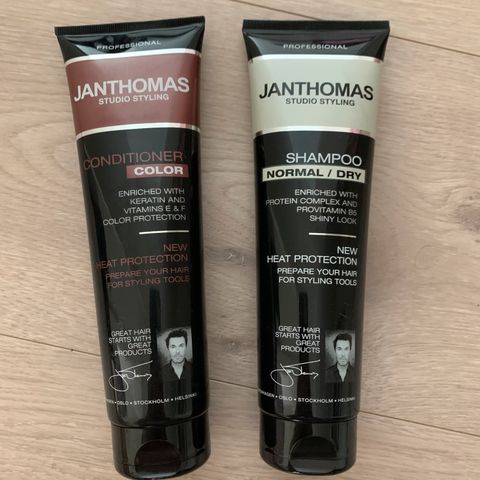 PROFESSIONAL
JANTHOMAS
STUDIO STYLING
CONDITIONER
COLOR
ENRICHED WITH
KERATIN AND
VITAMINS E & F
COLOR PROTECTION
NEW
HEAT PROTECTION
PREPARE YOUR HAIR
FOR STYLING TOOLS
GREAT HAIR
STARTS WITH
GREAT
PRODUCTS
OSLO • STOCKHOLM • HELSINKI
PROFESSIONAL
JANTHOMAS
STUDIO STYLING
SHAMPOO
NORMAL / DRY
ENRICHED WITH
PROTEIN COMPLEX AND
PROVITAMIN B5
SHINY LOOK
NEW
HEAT PROTECTION
PREPARE YOUR HAIR
FOR STYLING TOOLS
GREAT HAIR
STARTS WITH
GREAT
PRODUCTS
OSLO • STOCKHOLM • HELSINKI